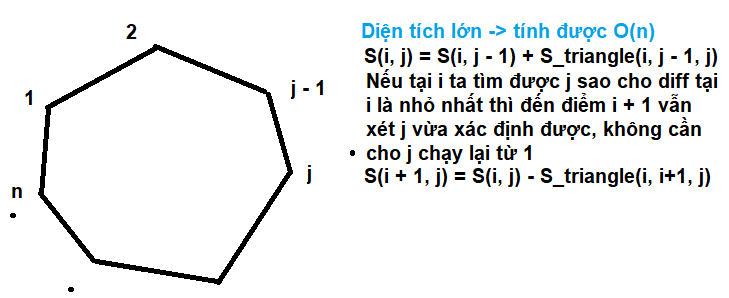 2
1
j - 1
j
n
Diện tích lớn -> tính được O(n)
S(i, j) = S(i, j - 1) + S_triangle(i, j - 1, j)
Nếu tại i ta tìm được j sao cho diff tại
i là nhỏ nhất thì đến điểm i + 1 vẫn
xét j vừa xác định được, không cần
cho j chạy lại từ 1
S(i + 1, j) = S(i, j) - S_triangle(i, i+1, j)